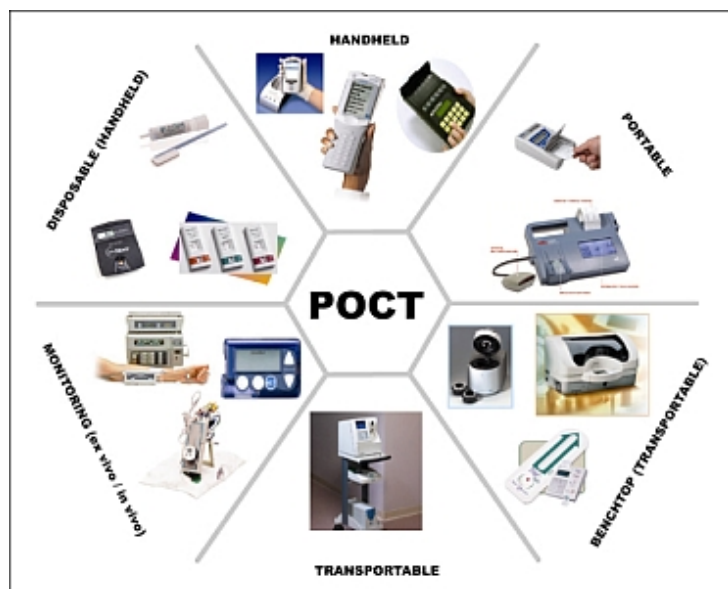 HANDHELD
DISPOSABLE (HANDHELD)
PORTABLE
POCT
MONITORING (ex vivo / in vivo)
BENCHTOP (TRANSPORTABLE)
TRANSPORTABLE